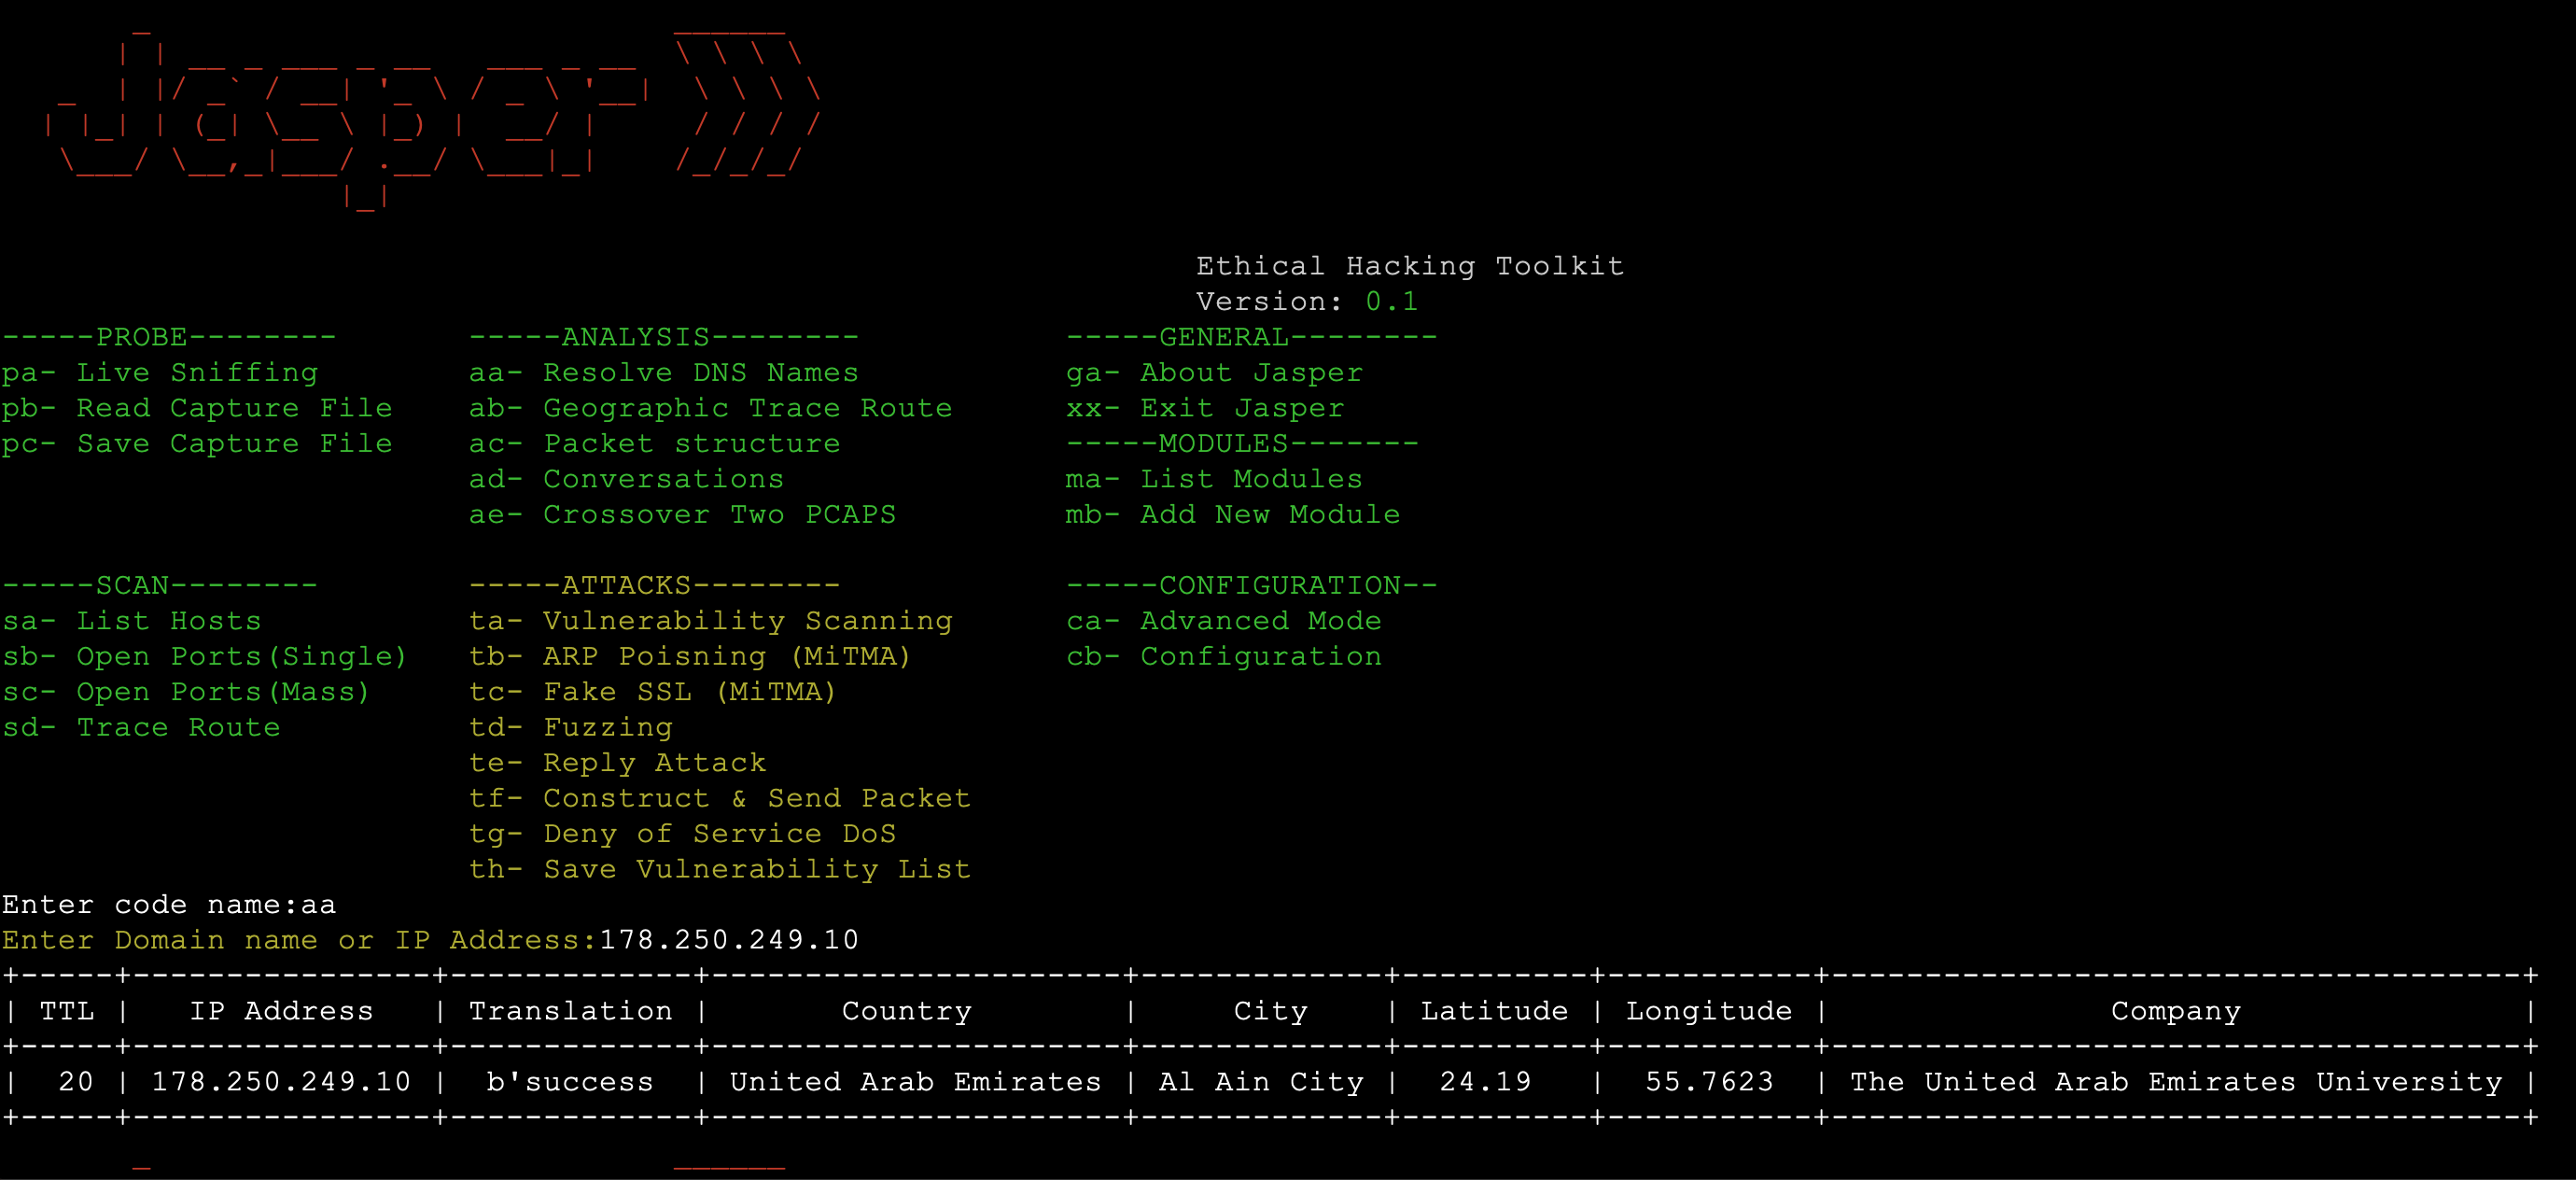 Jasper
Ethical Hacking Toolkit
Version: 0.1
-----PROBE-------- -----ANALYSIS-------- -----GENERAL--------
pa- Live Sniffing aa- Resolve DNS Names ga- About Jasper
pb- Read Capture File ab- Geographic Trace Route xx- Exit Jasper
pc- Save Capture File ac- Packet structure -----MODULES-------
ad- Conversations ma- List Modules
ae- Crossover Two PCAPS mb- Add New Module
-----SCAN-------- -----ATTACKS-------- -----CONFIGURATION--
sa- List Hosts ta- Vulnerability Scanning ca- Advanced Mode
sb- Open Ports(Single) tb- ARP Poisning (MiTMA) cb- Configuration
sc- Open Ports(Mass) tc- Fake SSL (MiTMA)
sd- Trace Route td- Fuzzing
te- Reply Attack
tf- Construct & Send Packet
tg- Deny of Service DoS
th- Save Vulnerability List
Enter code name:aa
Enter Domain name or IP Address:178.250.249.10
| TTL | IP Address | Translation | Country | City | Latitude | Longitude | Company |
| 20 | 178.250.249.10 | b'success | United Arab Emirates | Al Ain City | 24.19 | 55.7623 | The United Arab Emirates University |